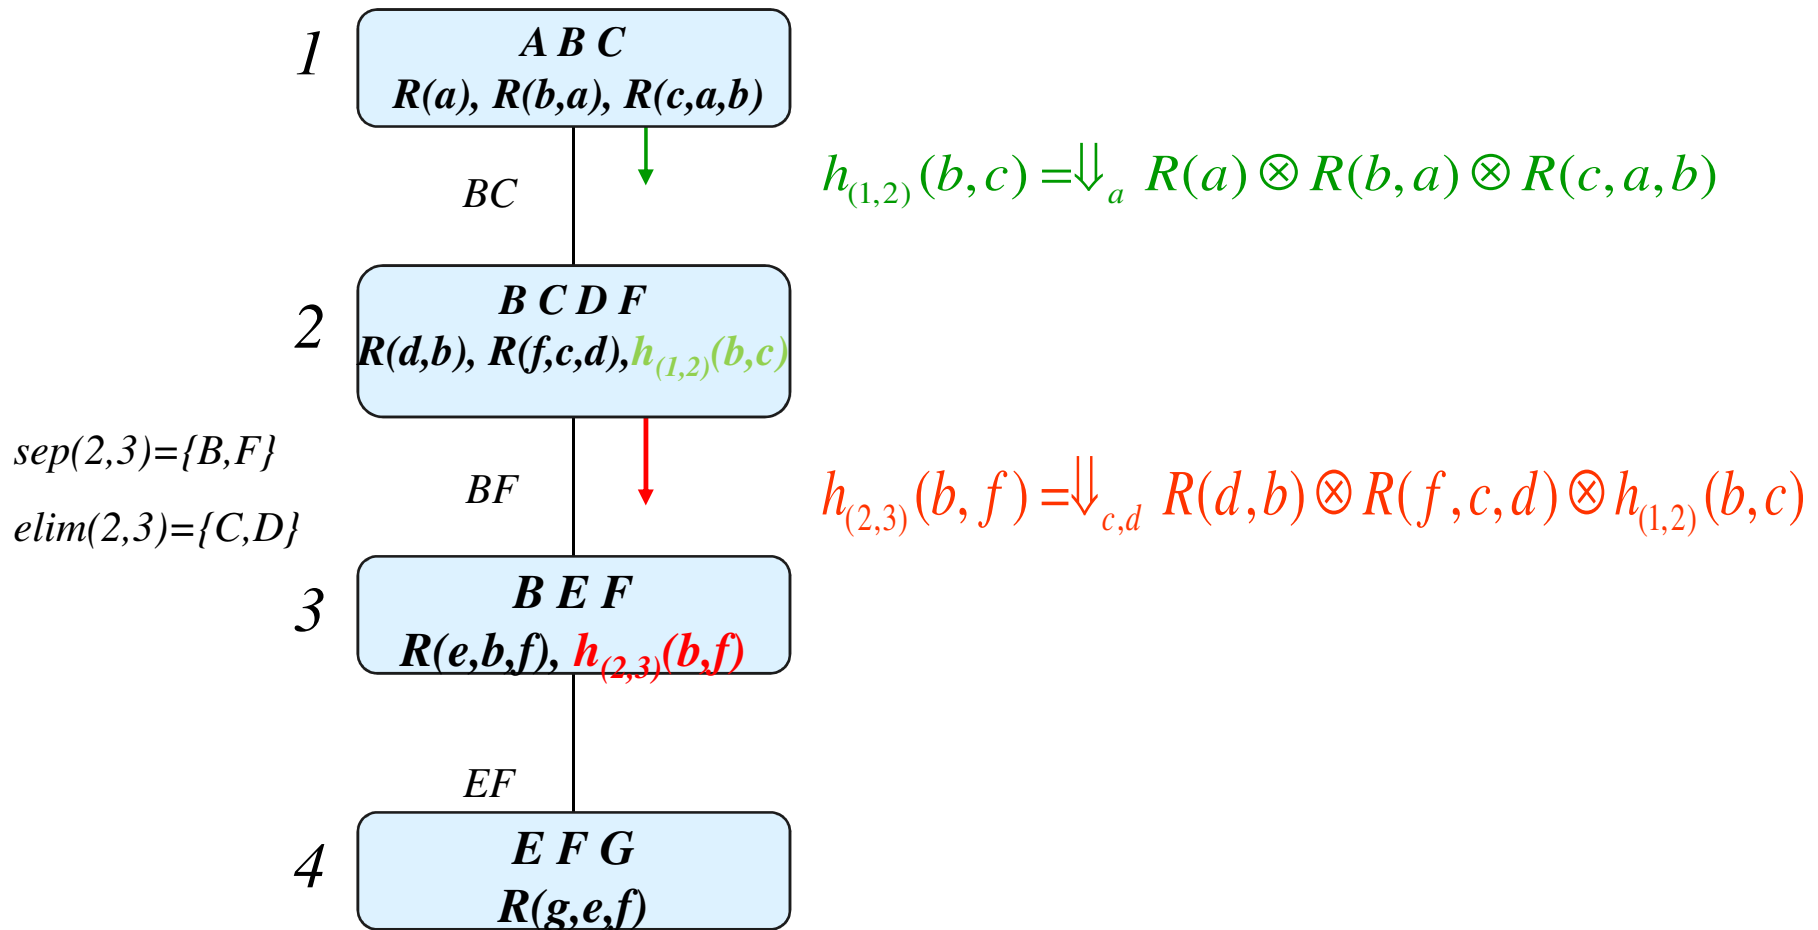 1
A B C
R(a), R(b,a), R(c,a,b)
h(1,2)(b,c) =⇓a R(a) ⊗ R(b,a) ⊗ R(c,a,b)
BC
2
B C D F
R(d,b), R(f,c,d),h(1,2)(b,c)
sep(2,3)={B,F}
elim(2,3)={C,D}
BF
h(2,3)(b,f) =⇓c,d R(d,b) ⊗ R(f,c,d) ⊗ h(1,2)(b,c)
3
B E F
R(e,b,f), h(2,3)(b,f)
EF
4
E F G
R(g,e,f)